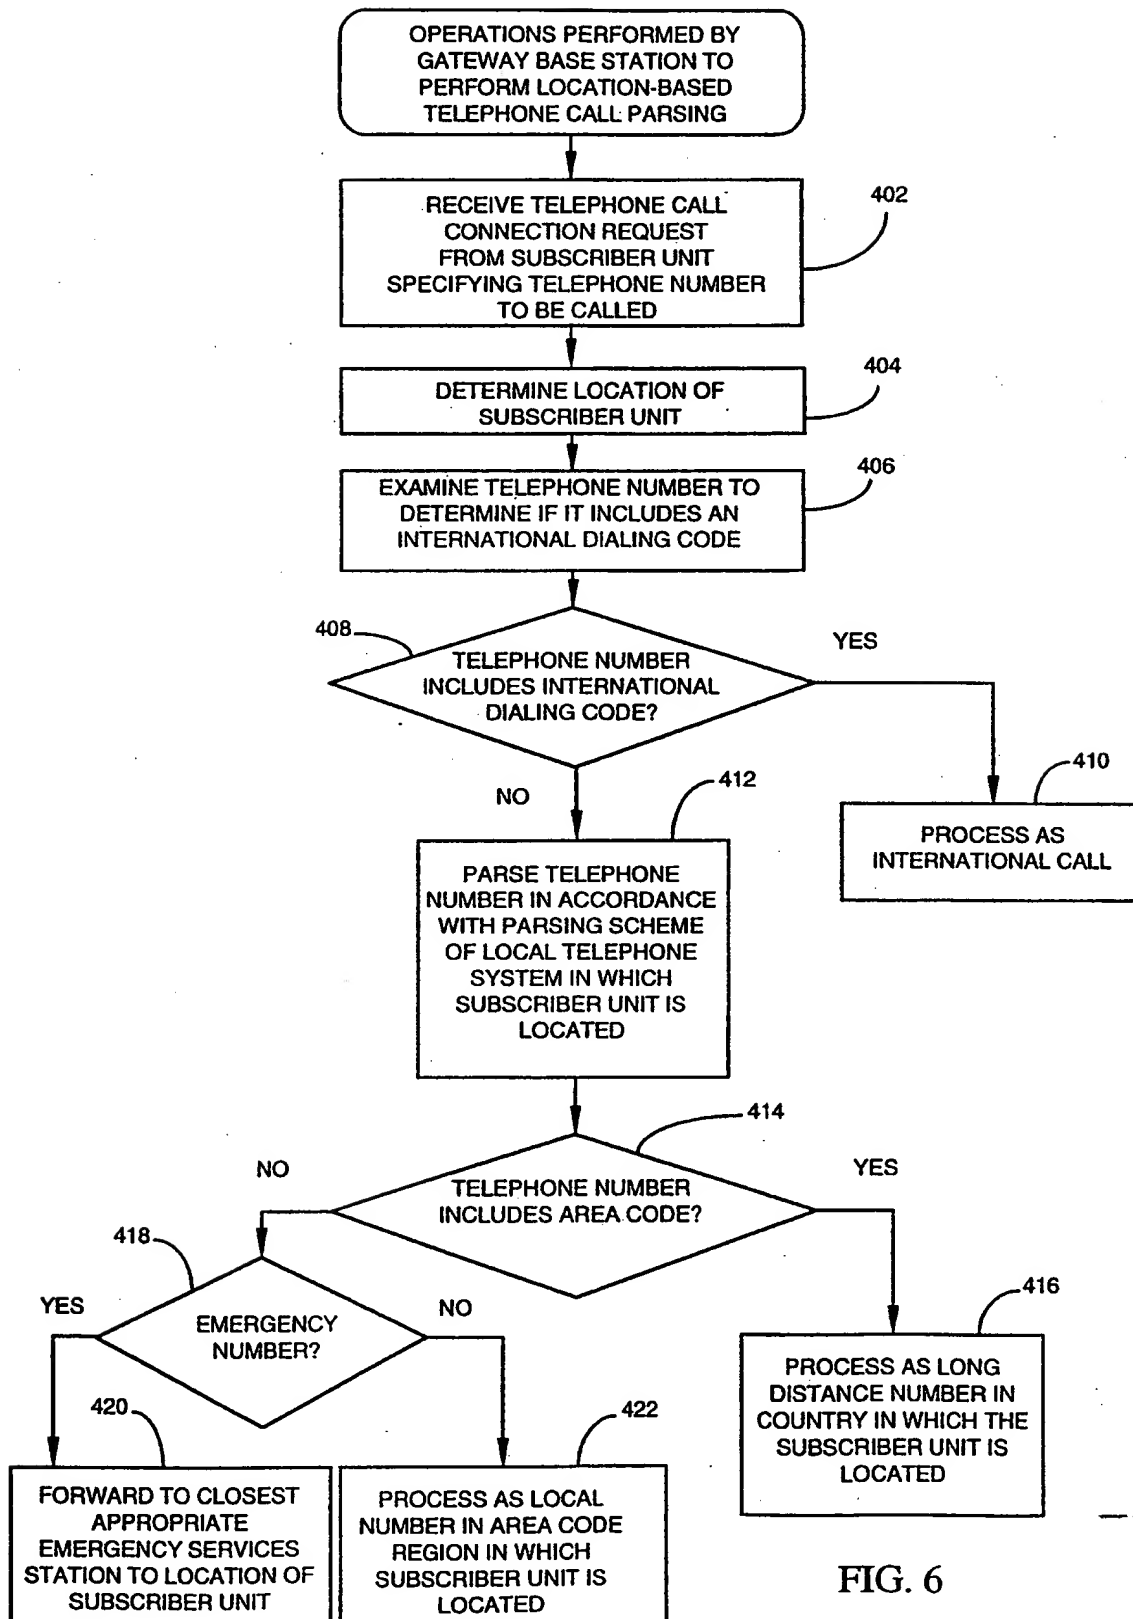 OPERATIONS PERFORMED BY
GATEWAY BASE STATION TO
PERFORM LOCATION-BASED
TELEPHONE CALL PARSING
402
RECEIVE TELEPHONE CALL
CONNECTION REQUEST
FROM SUBSCRIBER UNIT
SPECIFYING TELEPHONE NUMBER
TO BE CALLED
404
DETERMINE LOCATION OF
SUBSCRIBER UNIT
406
EXAMINE TELEPHONE NUMBER TO
DETERMINE IF IT INCLUDES AN
INTERNATIONAL DIALING CODE
408
YES
TELEPHONE NUMBER
INCLUDES INTERNATIONAL
DIALING CODE?
410
NO
412
PROCESS AS
INTERNATIONAL CALL
PARSE TELEPHONE
NUMBER IN ACCORDANCE
WITH PARSING SCHEME
OF LOCAL TELEPHONE
SYSTEM IN WHICH
SUBSCRIBER UNIT IS
LOCATED
414
NO
YES
TELEPHONE NUMBER
INCLUDES AREA CODE?
418
YES
NO
EMERGENCY
NUMBER?
416
PROCESS AS LONG
DISTANCE NUMBER IN
COUNTRY IN WHICH THE
SUBSCRIBER UNIT IS
LOCATED
420
422
FORWARD TO CLOSEST
APPROPRIATE
EMERGENCY SERVICES
STATION TO LOCATION OF
SUBSCRIBER UNIT
PROCESS AS LOCAL
NUMBER IN AREA CODE
REGION IN WHICH
SUBSCRIBER UNIT IS
LOCATED
FIG. 6